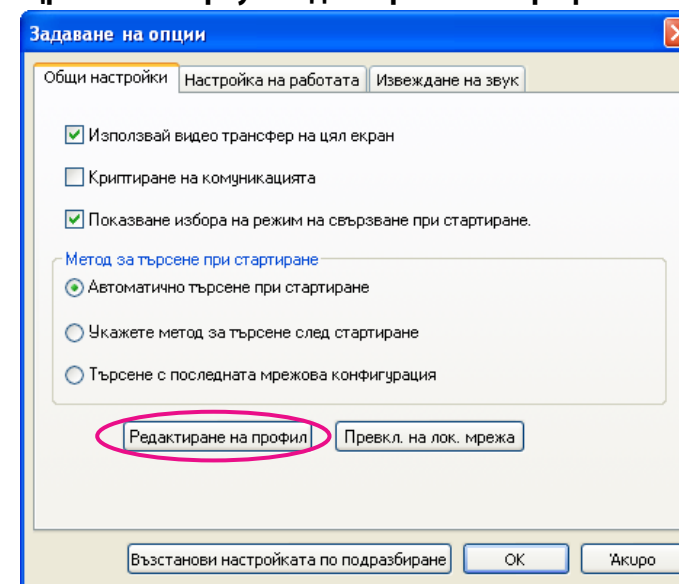 Задаване на опции
Общи настройки Настройка на работата Извеждане на звук
Използвай видео трансфер на цял екран
Криптиране на комуникацията
Показване избора на режим на свързване при стартиране.
Метод за търсене при стартиране
Автоматично търсене при стартиране
Укажете метод за търсене след стартиране
Търсене с последната мрежова конфигурация
Редактиране на профил Превкл. на лок. мрежа
Възстанови настройката по подразбиране OK 'Акиро